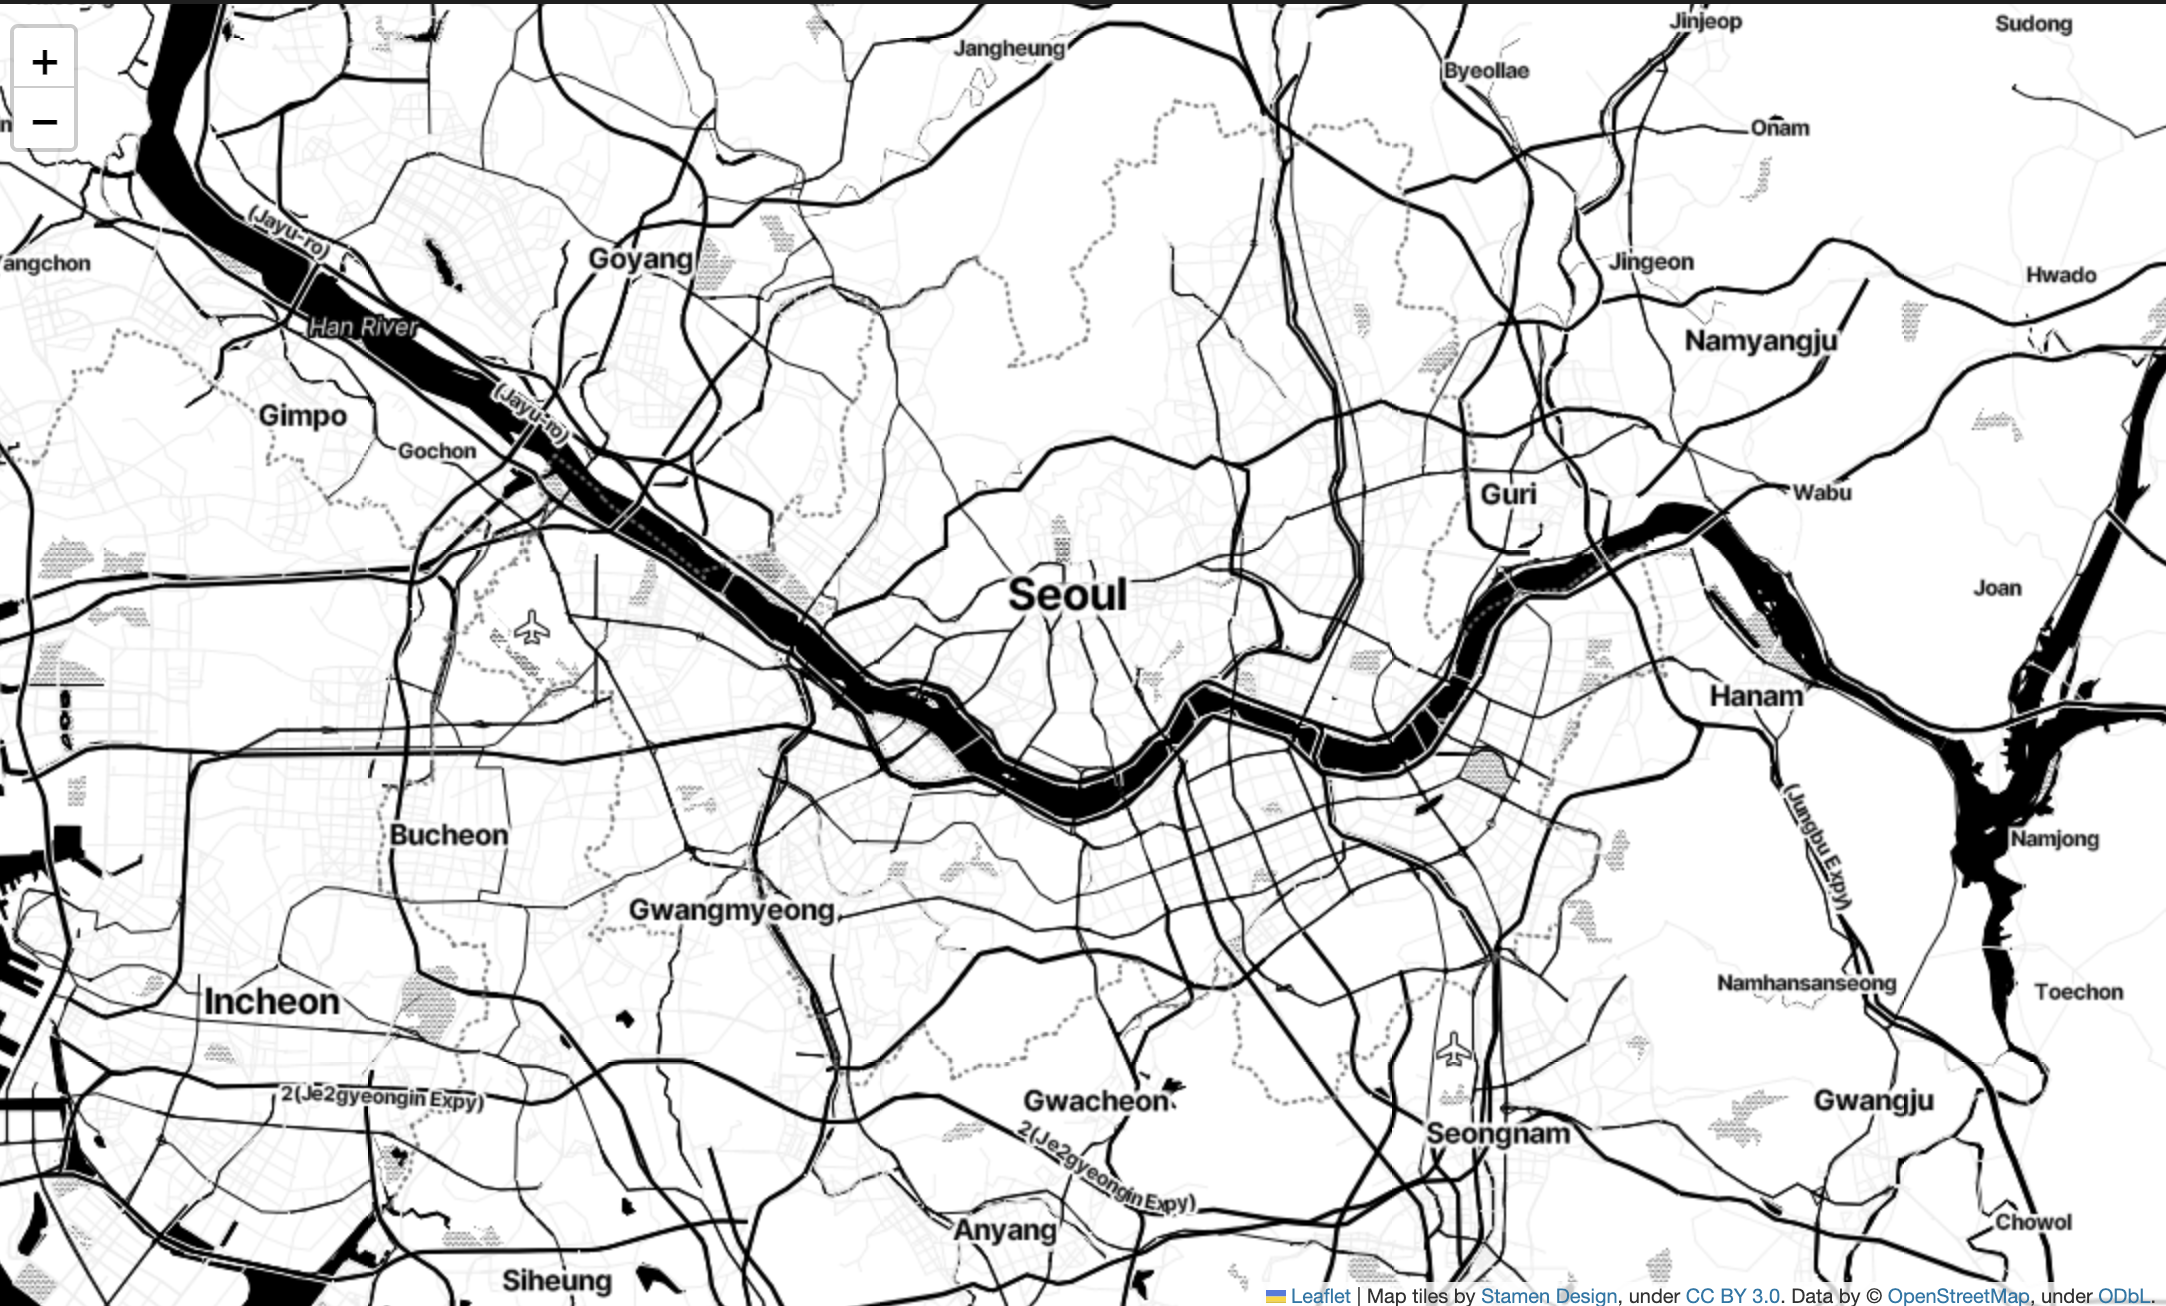 Jinjeop
Sudong
Jangheung
+
Byeollae
−
Onam
(Jayu-ro)
Goyang
Jingeon
angchon
Hwado
Han River
Namyangju
(Jayu-ro)
Gimpo
Gochon
Guri
Wabu
Seoul
Joan
Hanam
Bucheon
(Jungbu Expy)
Namjong
Gwangmyeong
Namhansanseong
Toechon
Incheon
2(Je2gyeongin Expy)
Gwacheon
Gwangju
Seongnam
2(Je2gyeongin Expy)
Anyang
Chowol
Siheung
Leaflet | Map tiles by Stamen Design, under CC BY 3.0. Data by © OpenStreetMap, under ODbL.